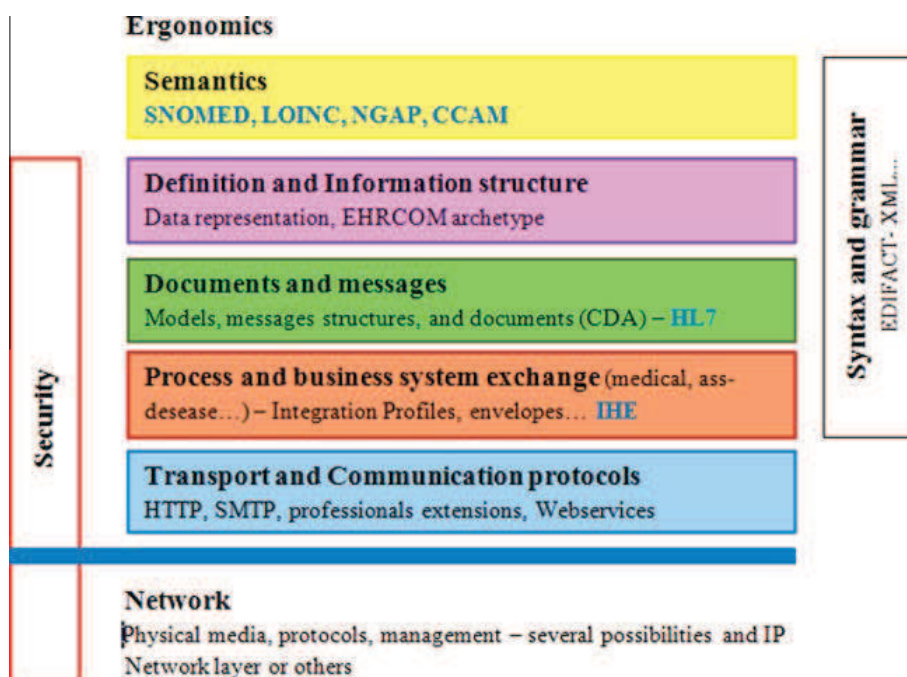 Ergonomics
Semantics
SNOMED, LOINC, NGAP, CCAM
Definition and Information structure
Data representation, EHRCOM archetype
Documents and messages
Models, messages structures, and documents (CDA) – HL7
Process and business system exchange (medical, ass-
desease...) – Integration Profiles, envelopes... IHE
Transport and Communication protocols
HTTP, SMTP, professionals extensions, Webservices
Network
Physical media, protocols, management – several possibilities and IP
Network layer or others
Security
Syntax and grammar
EDIFACT- XML...